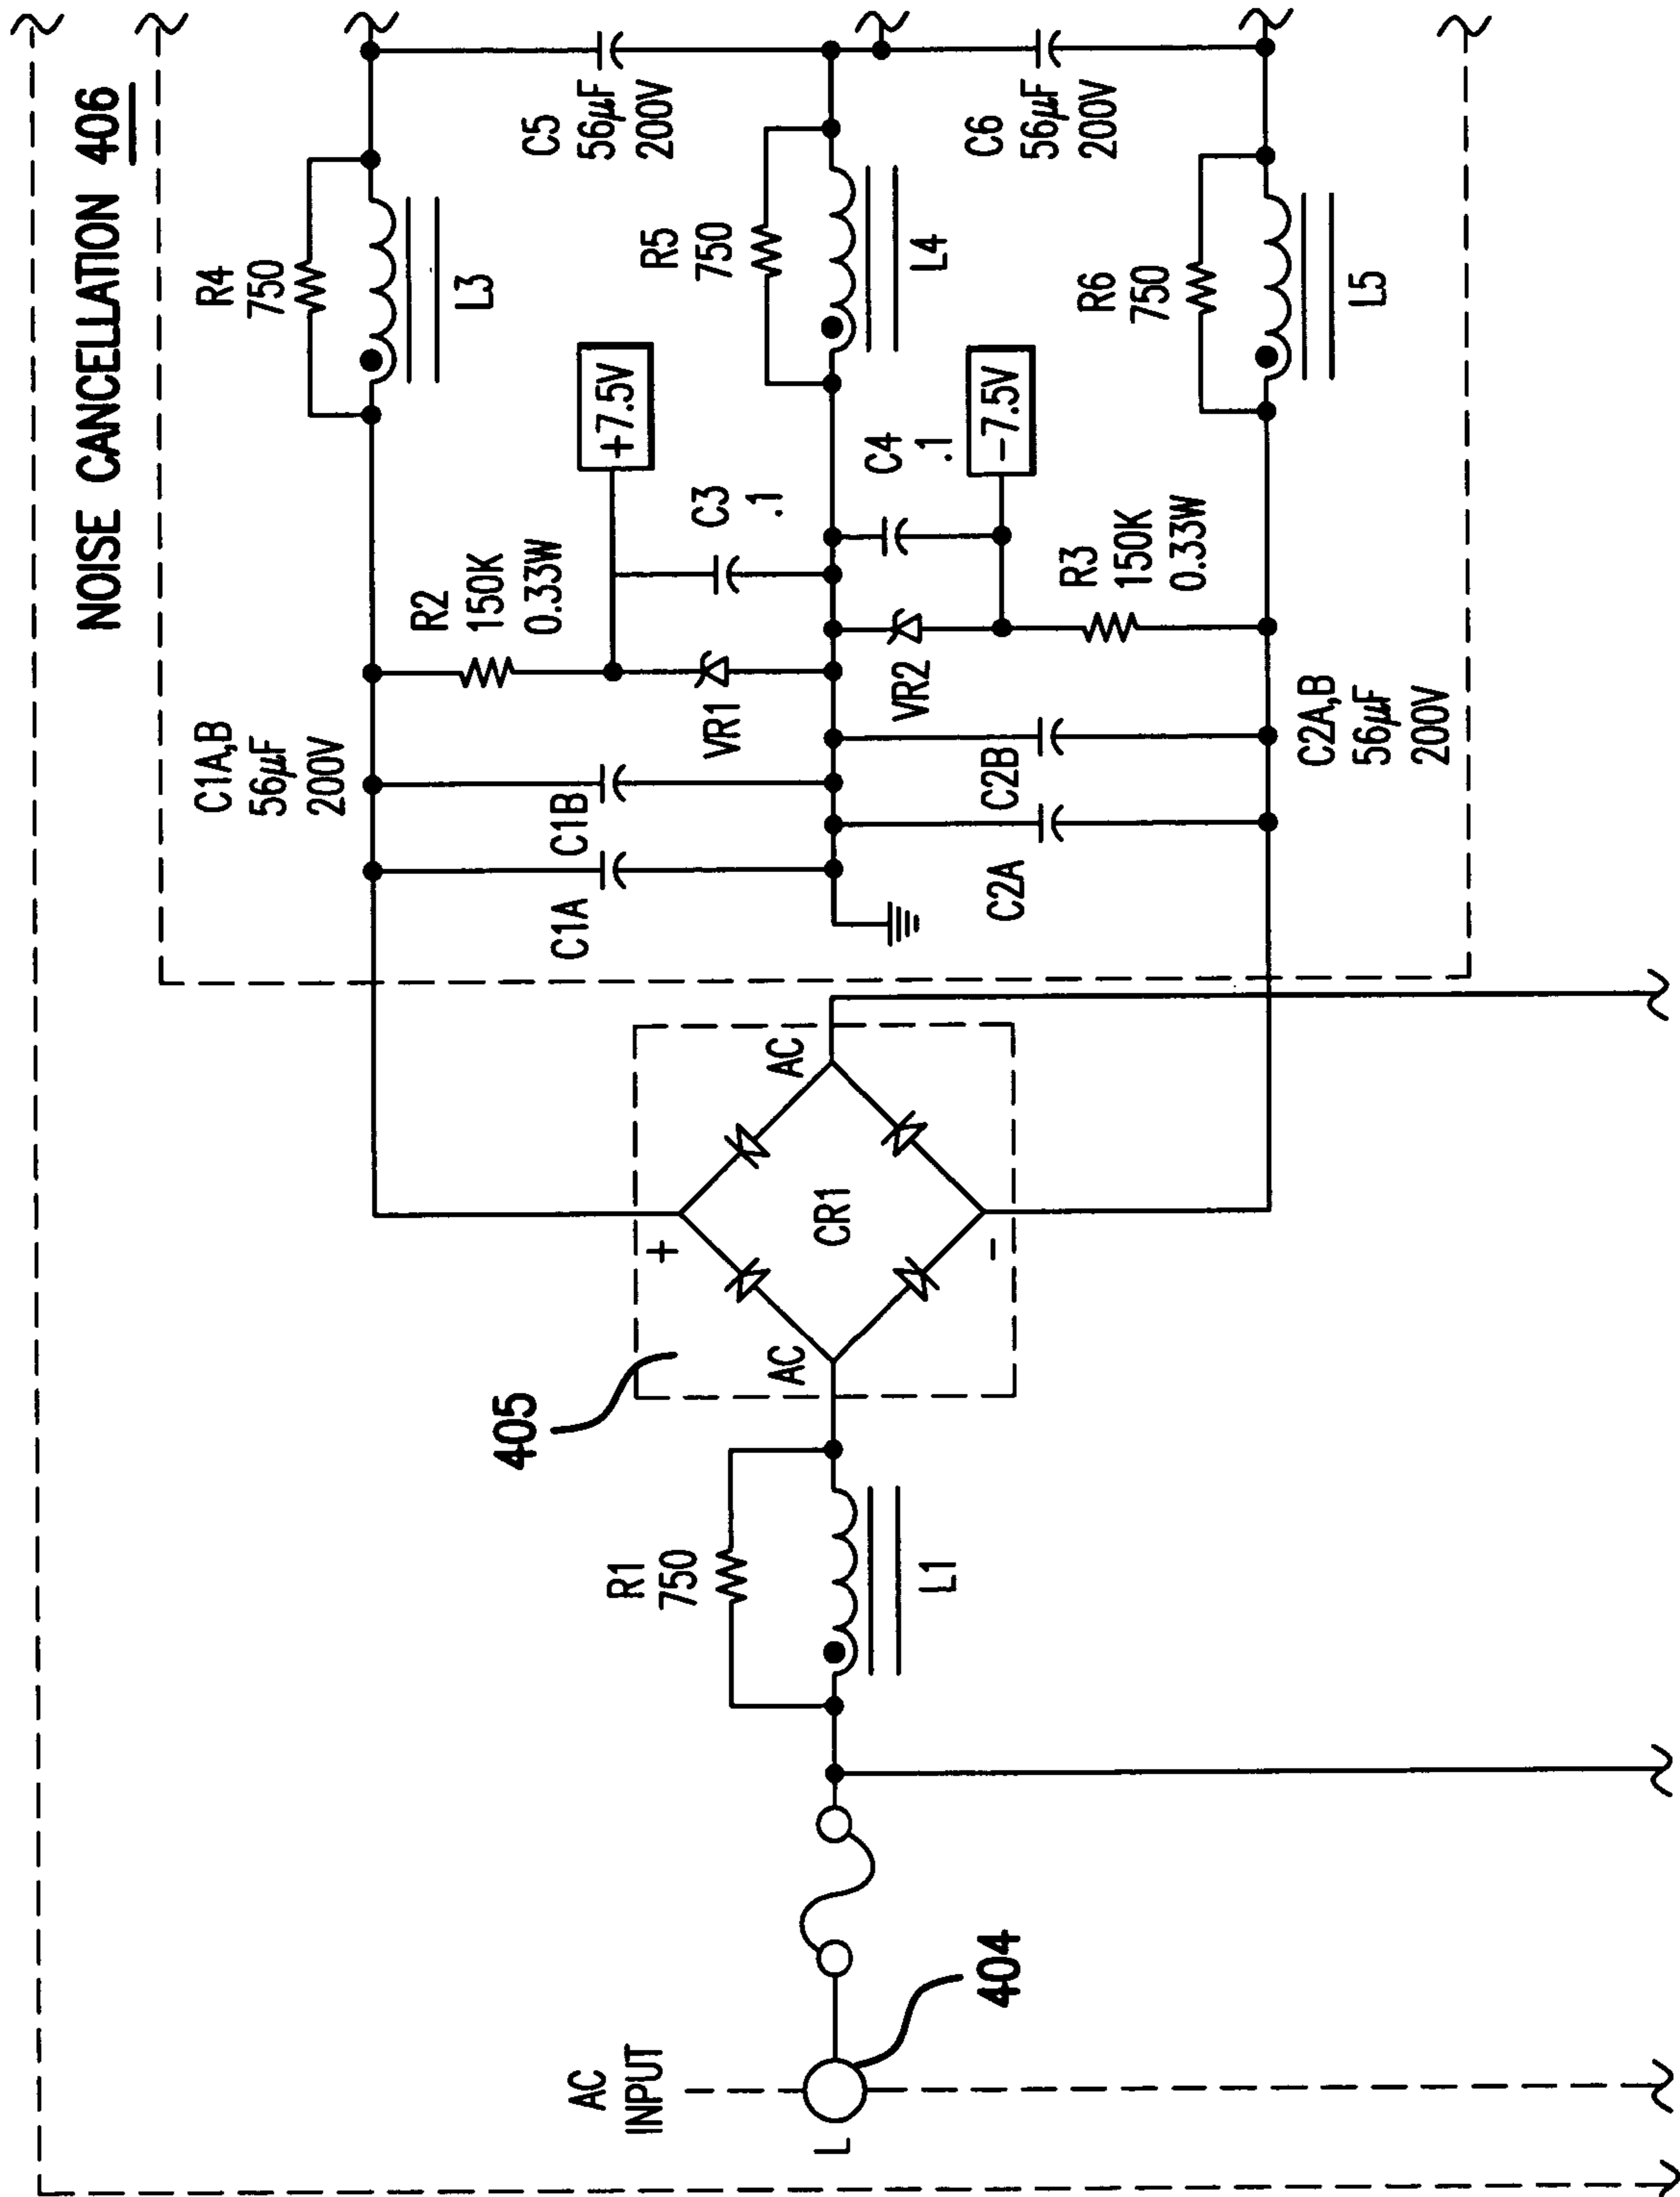 NOISE CANCELLATION 406
R4
750
L3
C1A,B
56µF
200V
R2
150K
0.33W
+7.5V
C5
56µF
200V
C1A
C1B
VR1
C3
.1
R5
750
L4
AC
INPUT
L
404
R1
750
L1
405
AC
+
CR1
-
AC
C2A
C2B
VR2
C4
.1
-7.5V
R3
150K
0.33W
C6
56µF
200V
R6
750
L5
C2A,B
56µF
200V